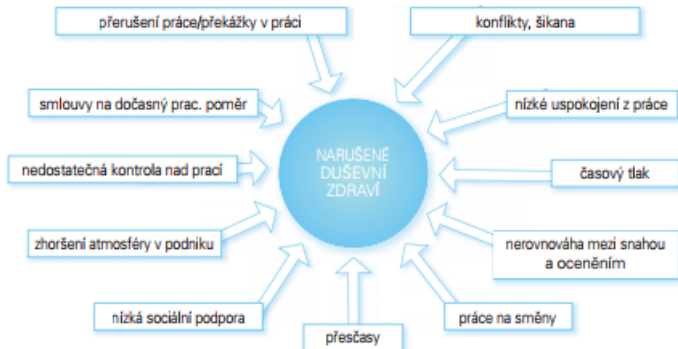 přerušení práce/překážky v práci
konflikty, šikana
smlouvy na dočasný prac. poměr
nízké uspokojení z práce
NARUŠENÉ
DUŠEVNÍ
ZDRAVÍ
nedostatečná kontrola nad prací
časový tlak
zhoršení atmosféry v podniku
nerovnováha mezi snahou
a oceněním
nízká sociální podpora
práce na směny
přesčasy